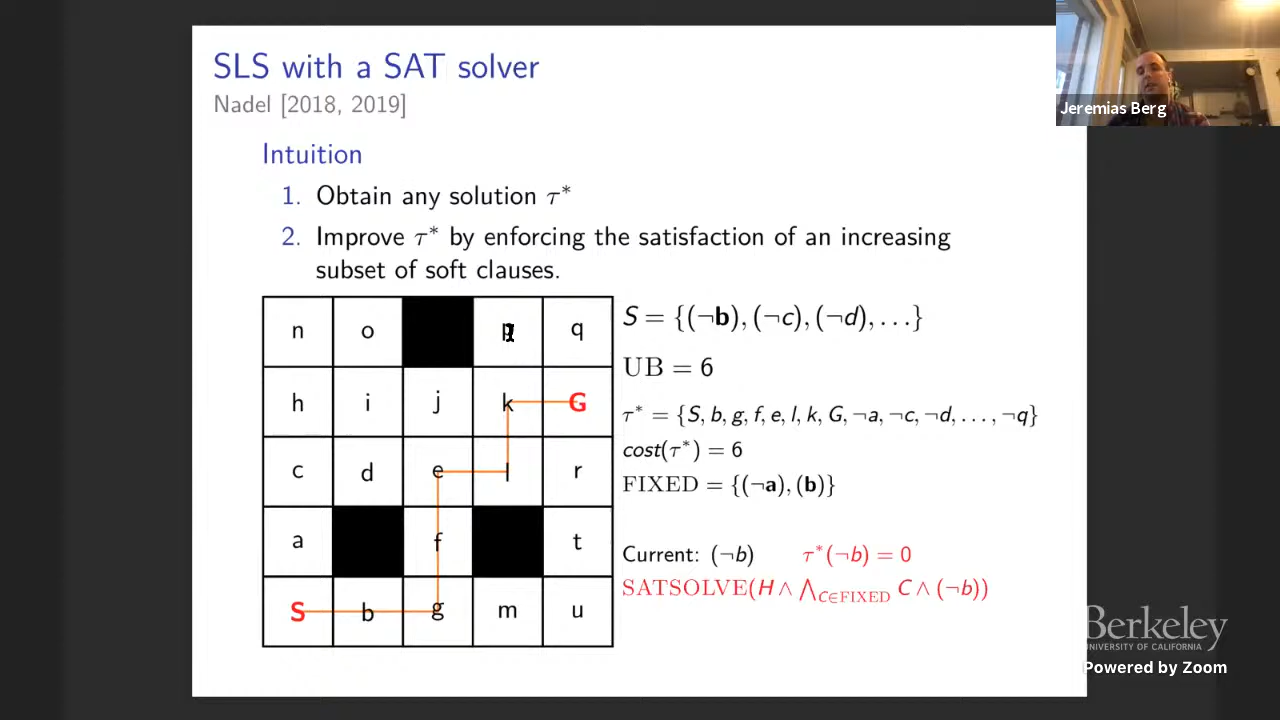 SLS with a SAT solver
Nadel [2018, 2019]
Intuition
1. Obtain any solution τ*
2. Improve τ* by enforcing the satisfaction of an increasing
subset of soft clauses.
n o p q
h i j k G
c d e l r
a f t
S b g m u
S = {(¬b), (¬c), (¬d), . . .}
UB = 6
τ* = {S, b, g, f, e, l, k, G, ¬a, ¬c, ¬d, . . . , ¬q}
cost(τ*) = 6
FIXED = {(¬a), (b)}
Current: (¬b) τ*(¬b) = 0
SATSOLVE(H ∧ ⋀C∈FIXED C ∧ (¬b))
Jeremias Berg
Berkeley
UNIVERSITY OF CALIFORNIA
Powered by Zoom